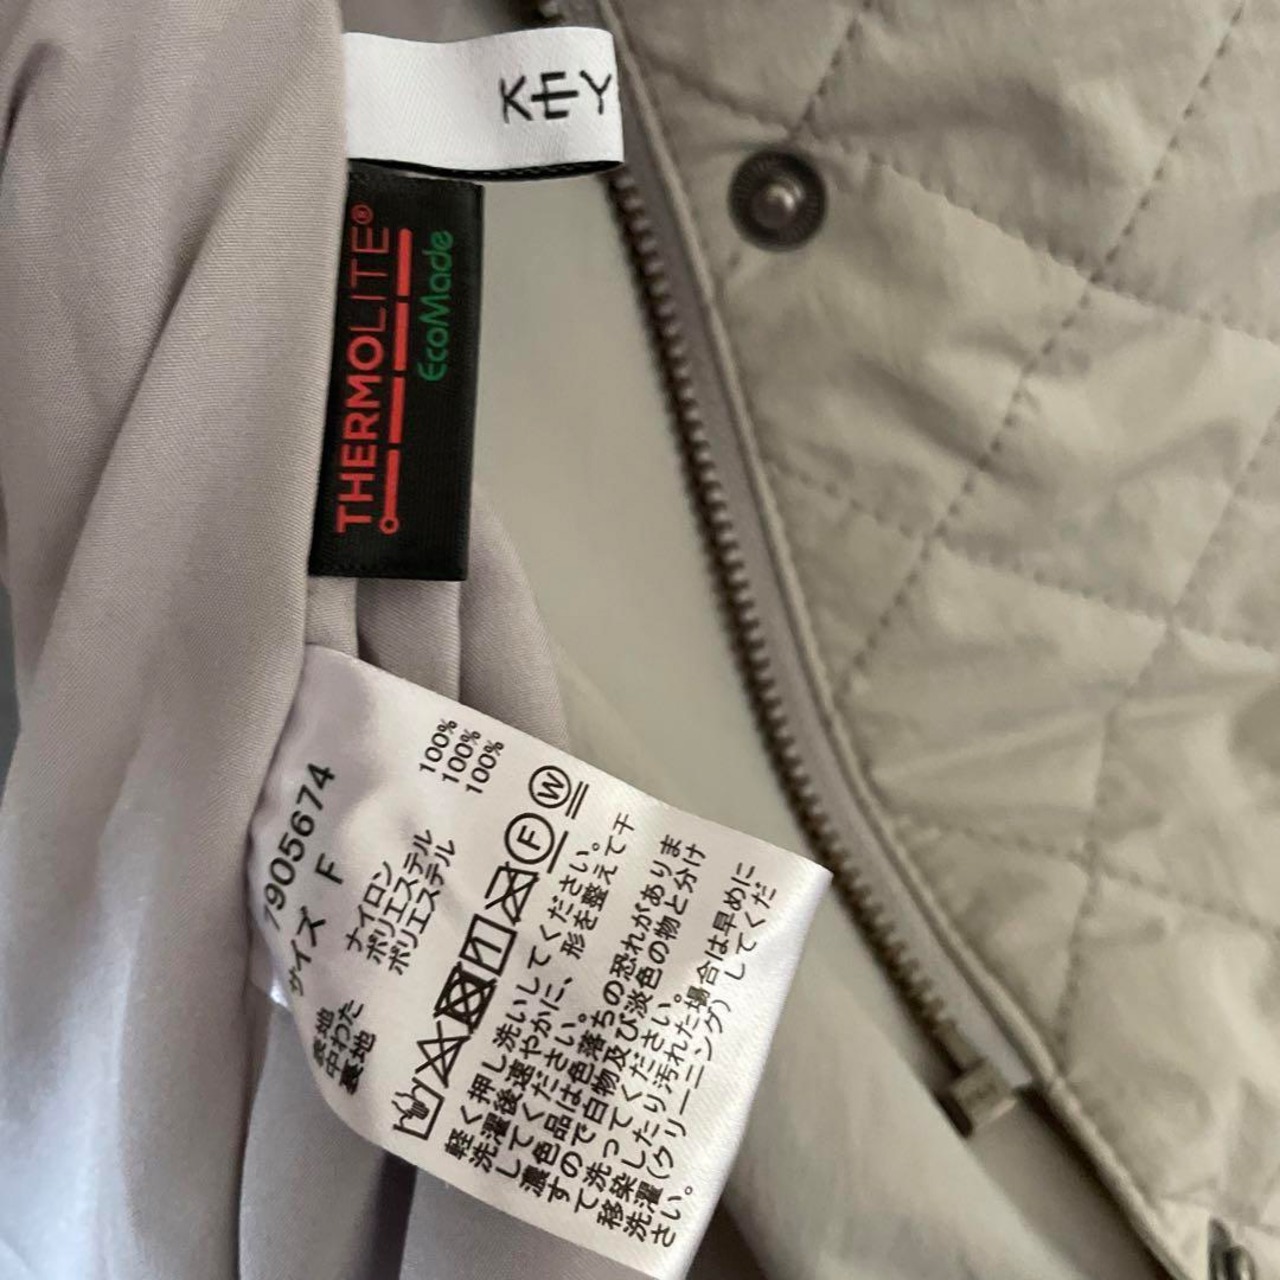 THERMOLITE®
EcoMade
7905674
サイズ F
表地 ナイロン 100%
中わた ポリエステル 100%
裏地 ポリエステル 100%
F
W
軽く押し洗いしてください。
洗濯後速やかに、形を整えて干
してください。
濃色品は色落ちの恐れがありま
すので白物及び淡色の物と分け
て洗ってください。
移染したり汚れた場合は早めに
洗濯(クリーニング)してくだ
さい。